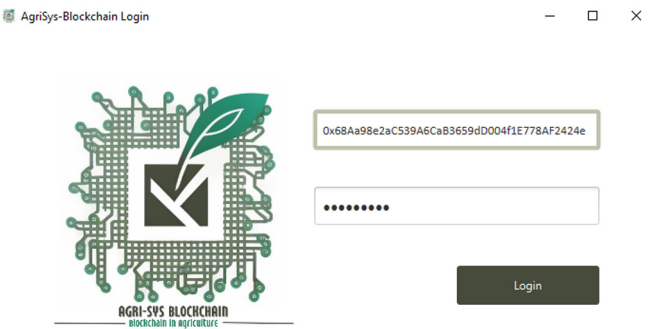 AgriSys-Blockchain Login
0x68Aa98e2aC539A6CaB3659dD004f1E778AF2424e
●●●●●●●●●
Login
AGRI-SYS BLOCKCHAIN
Blockchain in Agriculture